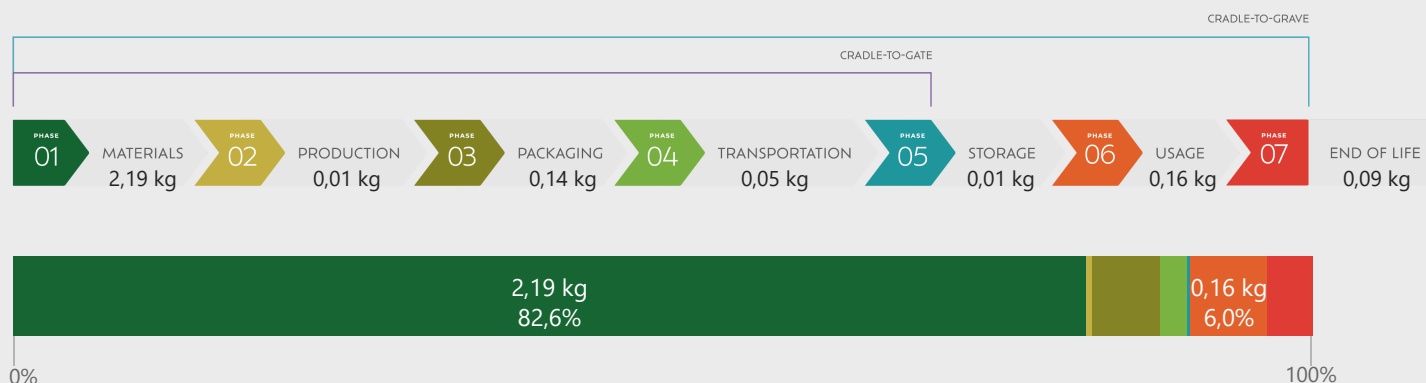 CRADLE-TO-GRAVE
CRADLE-TO-GATE
PHASE
01
MATERIALS
2,19 kg
PHASE
02
PRODUCTION
0,01 kg
PHASE
03
PACKAGING
0,14 kg
PHASE
04
TRANSPORTATION
0,05 kg
PHASE
05
STORAGE
0,01 kg
PHASE
06
USAGE
0,16 kg
PHASE
07
END OF LIFE
0,09 kg
2,19 kg
82,6%
0,16 kg
6,0%
0%
100%